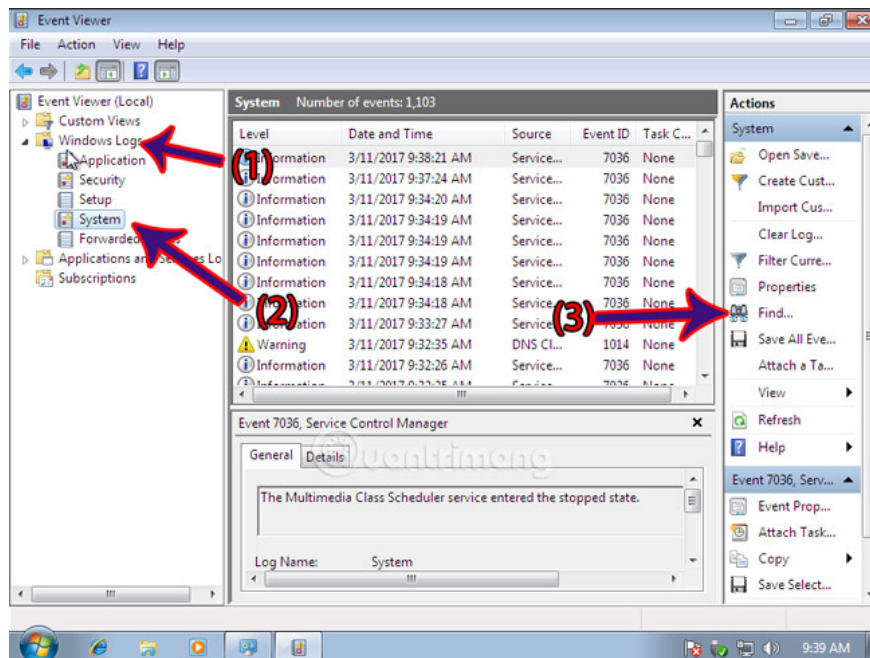 Event Viewer
File Action View Help
Event Viewer (Local)
Custom Views
Windows Logs
Application
Security
Setup
System
Forwarded
Applications and Services Lo
Subscriptions
(1)
(2)
System Number of events: 1,103
Level Date and Time Source Event ID Task C...
Information 3/11/2017 9:38:21 AM Service... 7036 None
Information 3/11/2017 9:37:24 AM Service... 7036 None
Information 3/11/2017 9:34:20 AM Service... 7036 None
Information 3/11/2017 9:34:19 AM Service... 7036 None
Information 3/11/2017 9:34:19 AM Service... 7036 None
Information 3/11/2017 9:34:19 AM Service... 7036 None
Information 3/11/2017 9:34:18 AM Service... 7036 None
Information 3/11/2017 9:34:18 AM Service... 7036 None
Information 3/11/2017 9:33:27 AM Service 7036 None
Warning 3/11/2017 9:32:35 AM DNS Cl... 1014 None
Information 3/11/2017 9:32:26 AM Service... 7036 None
(3)
Event 7036, Service Control Manager
General Details
Quantrimang
The Multimedia Class Scheduler service entered the stopped state.
Log Name: System
Actions
System
Open Save...
Create Cust...
Import Cus...
Clear Log...
Filter Curre...
Properties
Find...
Save All Eve...
Attach a Ta...
View
Refresh
Help
Event 7036, Serv...
Event Prop...
Attach Task...
Copy
Save Select...
9:39 AM